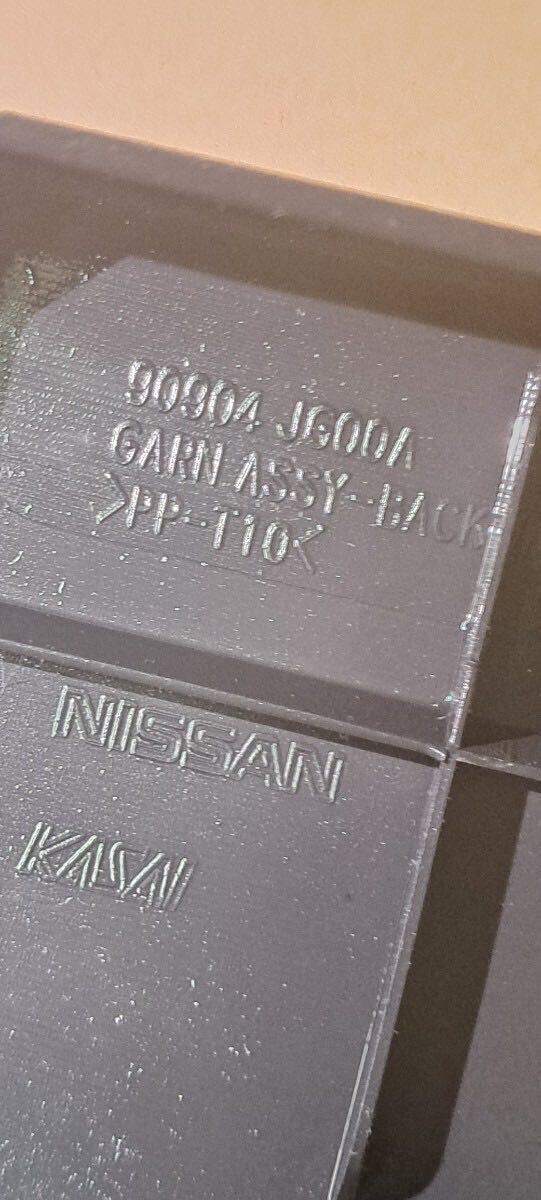 90904 JG00A
GARN ASSY-BACK
>PP-T10<
NISSAN
KASAI